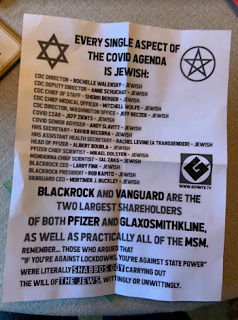 EVERY SINGLE ASPECT OF
THE COVID AGENDA
IS JEWISH:
CDC DIRECTOR - ROCHELLE WALENSKY - JEWISH
CDC DEPUTY DIRECTOR - ANNE SCHUCHAT - JEWISH
CDC CHIEF OF STAFF - SHERRI BERGER - JEWISH
CDC CHIEF MEDICAL OFFICER - MITCHELL WOLFE - JEWISH
DIRECTOR, CDC WASHINGTON OFFICE - JEFF RECZEK - JEWISH
COVID CZAR - JEFF ZIENTS - JEWISH
COVID SENIOR ADVISOR - ANDY SLAVITT - JEWISH
HHS SECRETARY - XAVIER BECERRA - JEWISH
HHS ASSISTANT HEALTH SECRETARY - RACHEL LEVINE (A TRANSGENDER) - JEWISH
HEAD OF PFIZER - ALBERT BOURLA - JEWISH
PFIZER CHIEF SCIENTIST - MIKAEL DOLSTEN - JEWISH
MONDERNA CHIEF SCIENTIST - TAL ZAKS - JEWISH
BLACKROCK CEO - LARRY FINK - JEWISH
BLACKROCK PRESIDENT - ROB KAPITO - JEWISH
VANGUARD CEO - MORTIMER J. BUCKLEY - JEWISH
WWW.GOYIMTV.TV
BLACKROCK AND VANGUARD ARE THE
TWO LARGEST SHAREHOLDERS
OF BOTH PFIZER AND GLAXOSMITHKLINE,
AS WELL AS PRACTICALLY ALL OF THE MSM.
REMEMBER... THOSE WHO ARGUED THAT
"IF YOU'RE AGAINST LOCKDOWNS, YOU'RE AGAINST STATE POWER"
WERE LITERALLY SHABBOS GOY CARRYING OUT
THE WILL OF THE JEWS, WITTINGLY OR UNWITTINGLY.